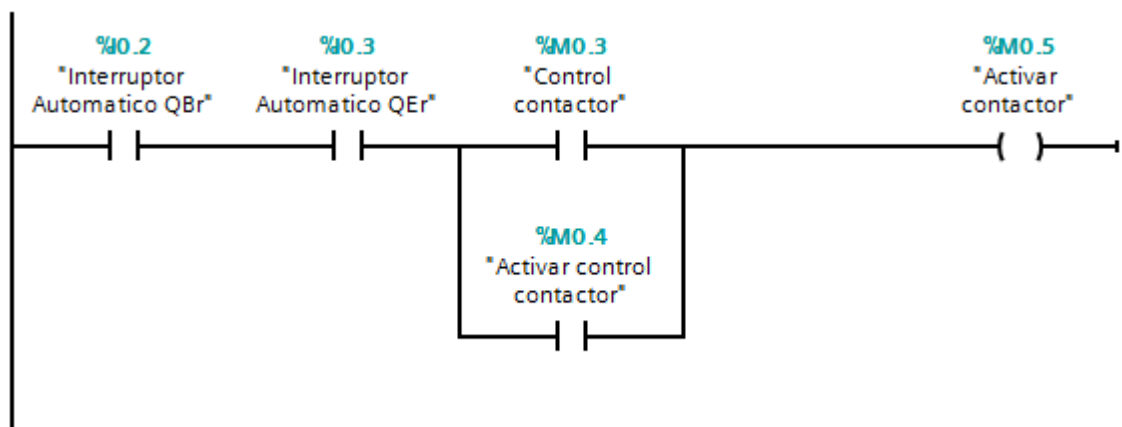 %I0.2
"Interruptor
Automatico QBr"
%I0.3
"Interruptor
Automatico QEr"
%M0.3
"Control
contactor"
%M0.5
"Activar
contactor"
%M0.4
"Activar control
contactor"